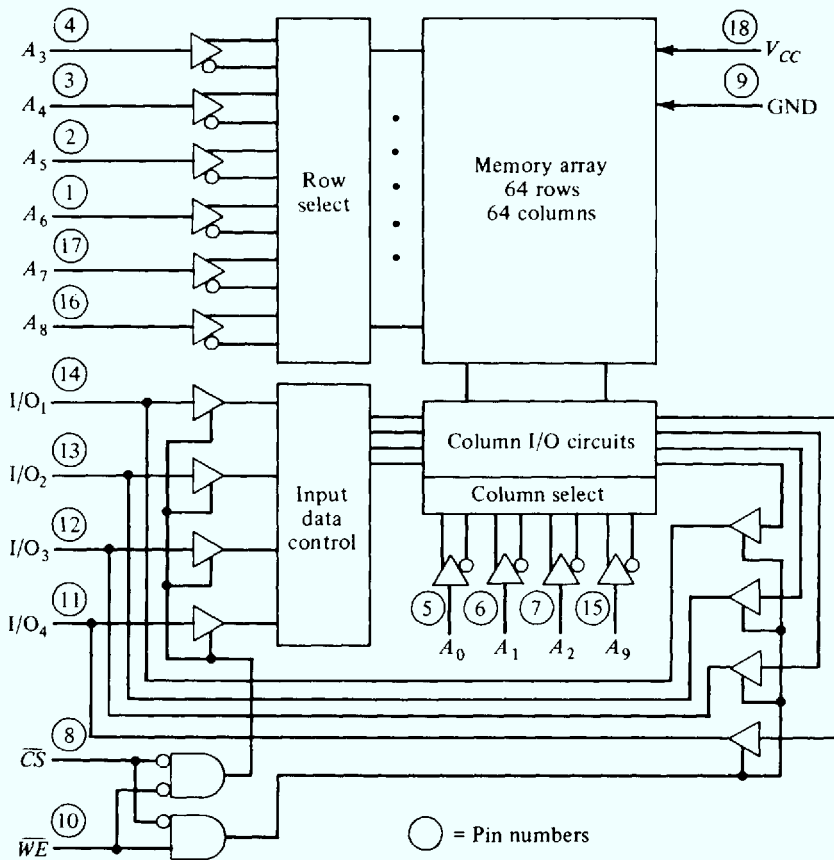 4
A3
3
A4
2
A5
1
A6
17
A7
16
A8
Row
select
Memory array
64 rows
64 columns
18
VCC
9
GND
14
I/O1
13
I/O2
12
I/O3
11
I/O4
Input
data
control
Column I/O circuits
Column select
5
6
7
15
A0
A1
A2
A9
8
C̅S̅
10
W̅E̅
= Pin numbers